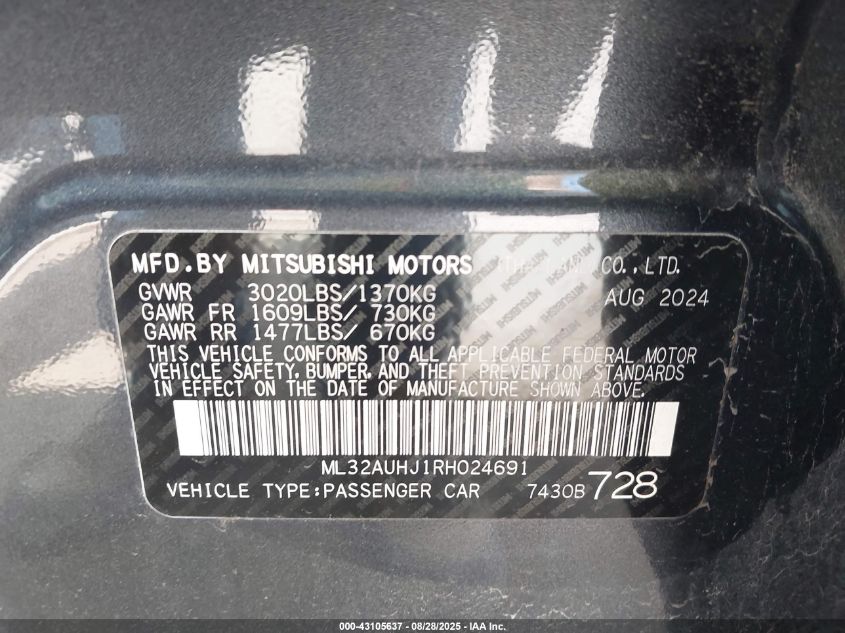 MFD.BY MITSUBISHI MOTORS (THAILAND) CO.,LTD.
GVWR 3020LBS/1370KG AUG 2024
GAWR FR 1609LBS/ 730KG
GAWR RR 1477LBS/ 670KG
THIS VEHICLE CONFORMS TO ALL APPLICABLE FEDERAL MOTOR
VEHICLE SAFETY, BUMPER, AND THEFT PREVENTION STANDARDS
IN EFFECT ON THE DATE OF MANUFACTURE SHOWN ABOVE.
ML32AUHJ1RH024691
VEHICLE TYPE:PASSENGER CAR 7430B 728
000-43105637 - 08/28/2025 - IAA Inc.